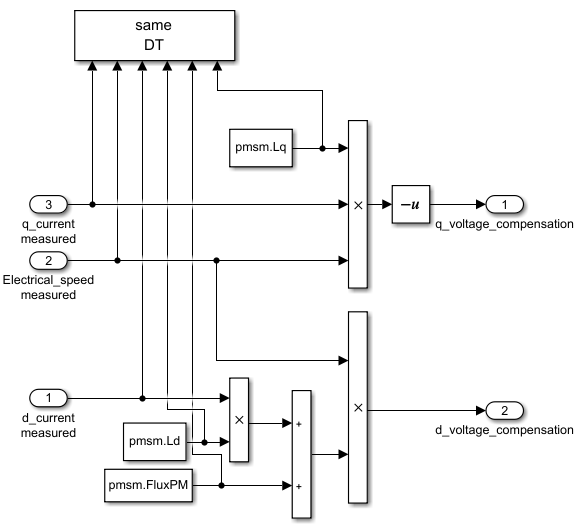 same
DT
pmsm.Lq
×
-u
3
q_current
measured
1
q_voltage_compensation
2
Electrical_speed
measured
1
d_current
measured
×
pmsm.Ld
+
+
pmsm.FluxPM
×
2
d_voltage_compensation